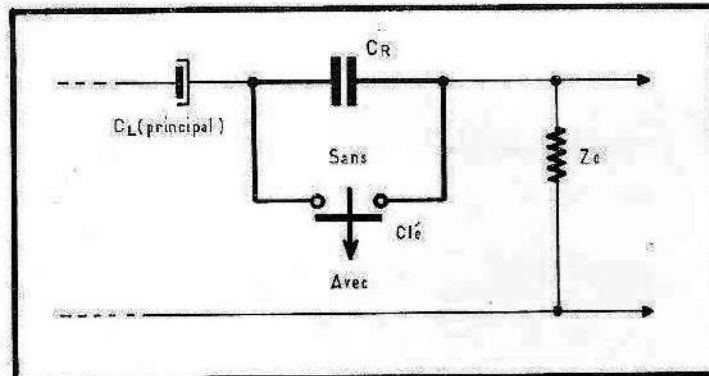 CR
CL(principal)
Sans
Zc
Clé
Avec